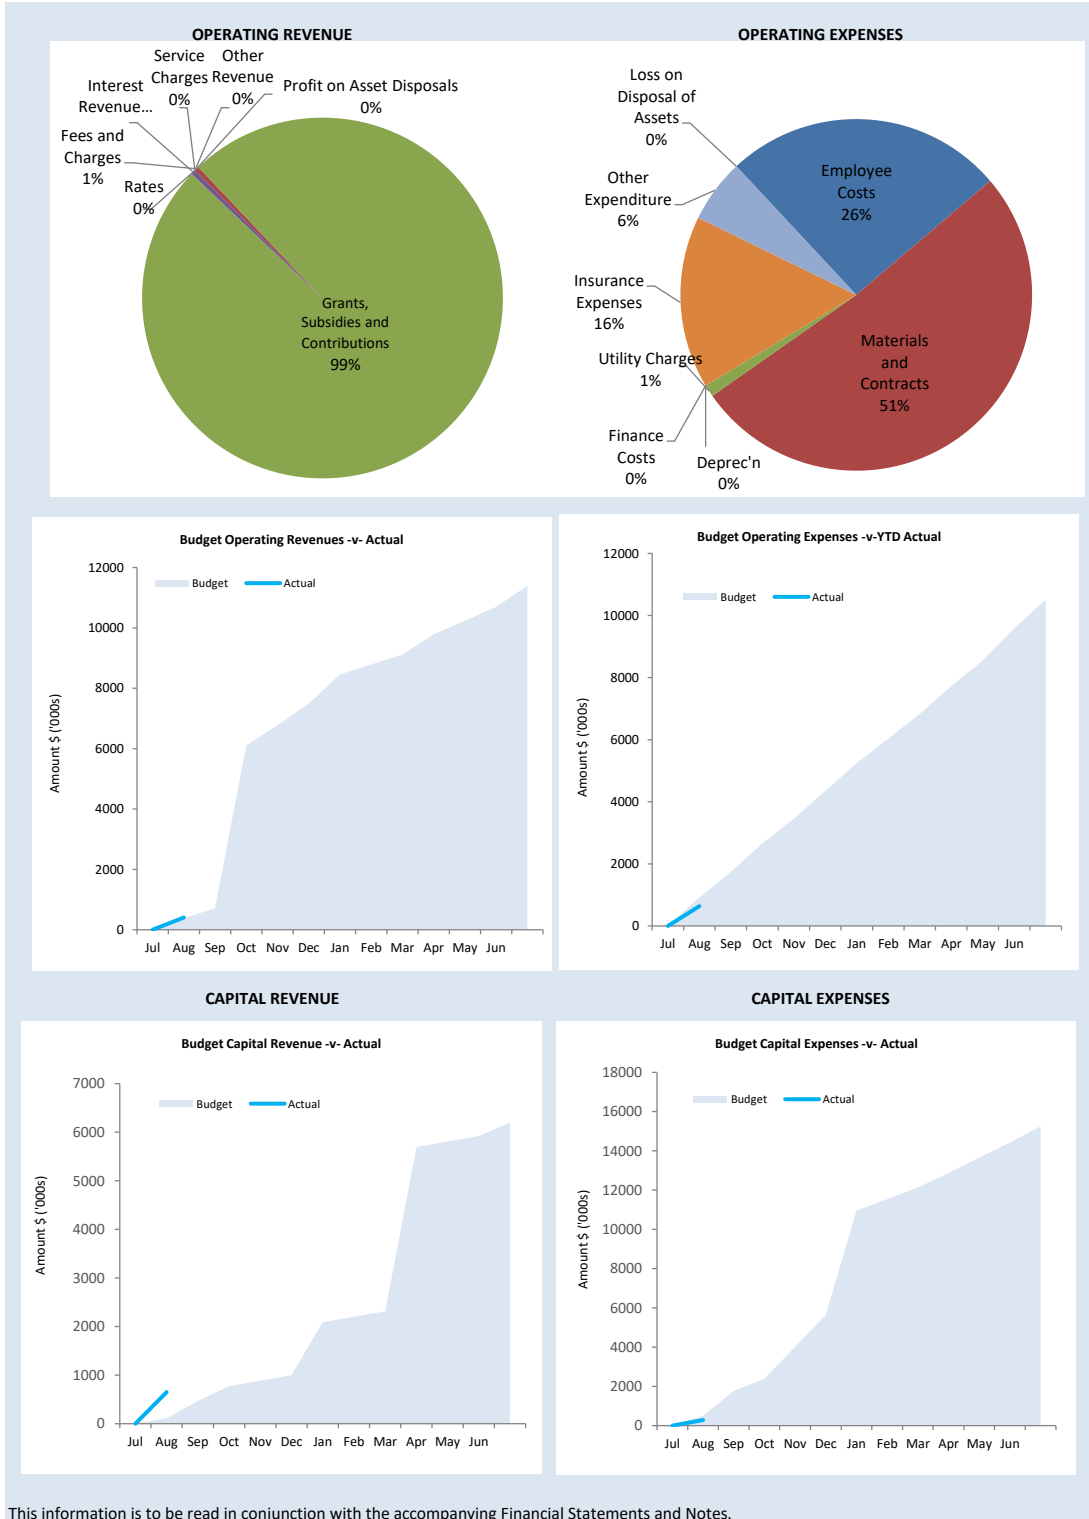 OPERATING REVENUE
Service
Charges
0%
Other
Revenue
0%
Profit on Asset Disposals
0%
Interest
Revenue...
Fees and
Charges
1%
Rates
0%
Grants,
Subsidies and
Contributions
99%
OPERATING EXPENSES
Loss on
Disposal of
Assets
0%
Other
Expenditure
6%
Employee
Costs
26%
Insurance
Expenses
16%
Utility Charges
1%
Materials
and
Contracts
51%
Finance
Costs
0%
Deprec'n
0%
Budget Operating Revenues -v- Actual
Budget
Actual
Amount $ ('000s)
12000
10000
8000
6000
4000
2000
0
Jul Aug Sep Oct Nov Dec Jan Feb Mar Apr May Jun
Budget Operating Expenses -v-YTD Actual
Budget
Actual
Amount $ ('000s)
12000
10000
8000
6000
4000
2000
0
Jul Aug Sep Oct Nov Dec Jan Feb Mar Apr May Jun
CAPITAL REVENUE
Budget Capital Revenue -v- Actual
Budget
Actual
Amount $ ('000s)
7000
6000
5000
4000
3000
2000
1000
0
Jul Aug Sep Oct Nov Dec Jan Feb Mar Apr May Jun
CAPITAL EXPENSES
Budget Capital Expenses -v- Actual
Budget
Actual
Amount $ ('000s)
18000
16000
14000
12000
10000
8000
6000
4000
2000
0
Jul Aug Sep Oct Nov Dec Jan Feb Mar Apr May Jun
This information is to be read in conjunction with the accompanying Financial Statements and Notes.